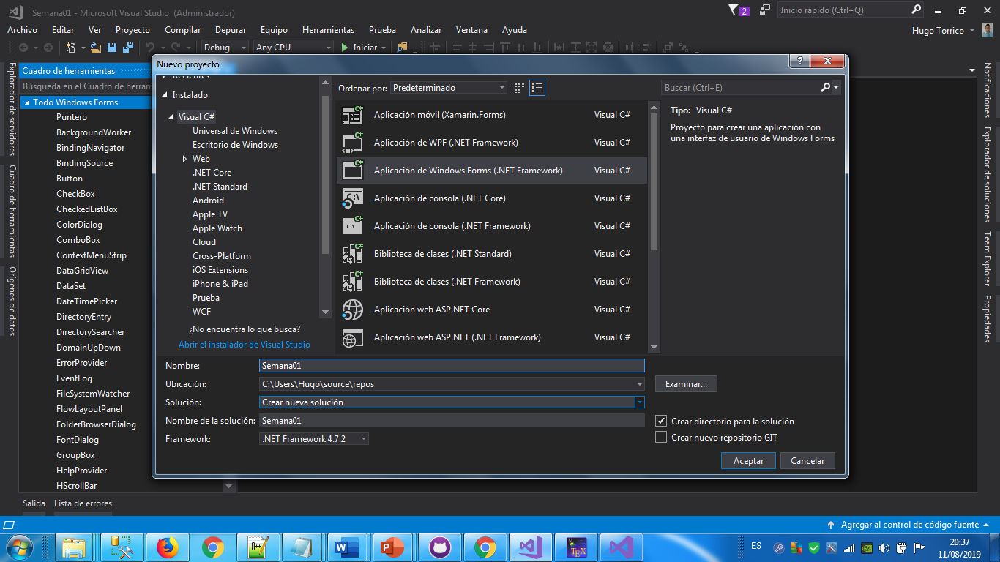 Semana01 - Microsoft Visual Studio (Administrador)
2
Inicio rápido (Ctrl+Q)
Archivo Editar Ver Proyecto Compilar Depurar Equipo Herramientas Prueba Analizar Ventana Ayuda
Hugo Torrico
Debug Any CPU Iniciar
Explorador de servidores
Cuadro de herramientas
Orígenes de datos
Cuadro de herramientas
Búsqueda en el Cuadro de herran
Todo Windows Forms
Puntero
BackgroundWorker
BindingNavigator
BindingSource
Button
CheckBox
CheckedListBox
ColorDialog
ComboBox
ContextMenuStrip
DataGridView
DataSet
DateTimePicker
DirectoryEntry
DirectorySearcher
DomainUpDown
ErrorProvider
EventLog
FileSystemWatcher
FlowLayoutPanel
FolderBrowserDialog
FontDialog
GroupBox
HelpProvider
HScrollBar
Nuevo proyecto
Recientes
Instalado
Visual C#
Universal de Windows
Escritorio de Windows
Web
.NET Core
.NET Standard
Android
Apple TV
Apple Watch
Cloud
Cross-Platform
iOS Extensions
iPhone & iPad
Prueba
WCF
¿No encuentra lo que busca?
Abrir el instalador de Visual Studio
Ordenar por: Predeterminado
Aplicación móvil (Xamarin.Forms) Visual C#
Aplicación de WPF (.NET Framework) Visual C#
Aplicación de Windows Forms (.NET Framework) Visual C#
Aplicación de consola (.NET Core) Visual C#
Aplicación de consola (.NET Framework) Visual C#
Biblioteca de clases (.NET Standard) Visual C#
Biblioteca de clases (.NET Framework) Visual C#
Aplicación web ASP.NET Core Visual C#
Aplicación web ASP.NET (.NET Framework) Visual C#
Buscar (Ctrl+E)
Tipo: Visual C#
Proyecto para crear una aplicación con
una interfaz de usuario de Windows Forms
Nombre: Semana01
Ubicación: C:\Users\Hugo\source\repos Examinar...
Solución: Crear nueva solución
Nombre de la solución: Semana01
Crear directorio para la solución
Framework: .NET Framework 4.7.2
Crear nuevo repositorio GIT
Aceptar Cancelar
Notificaciones
Explorador de soluciones
Team Explorer
Propiedades
Salida Lista de errores
Agregar al control de código fuente
ES
20:37
11/08/2019